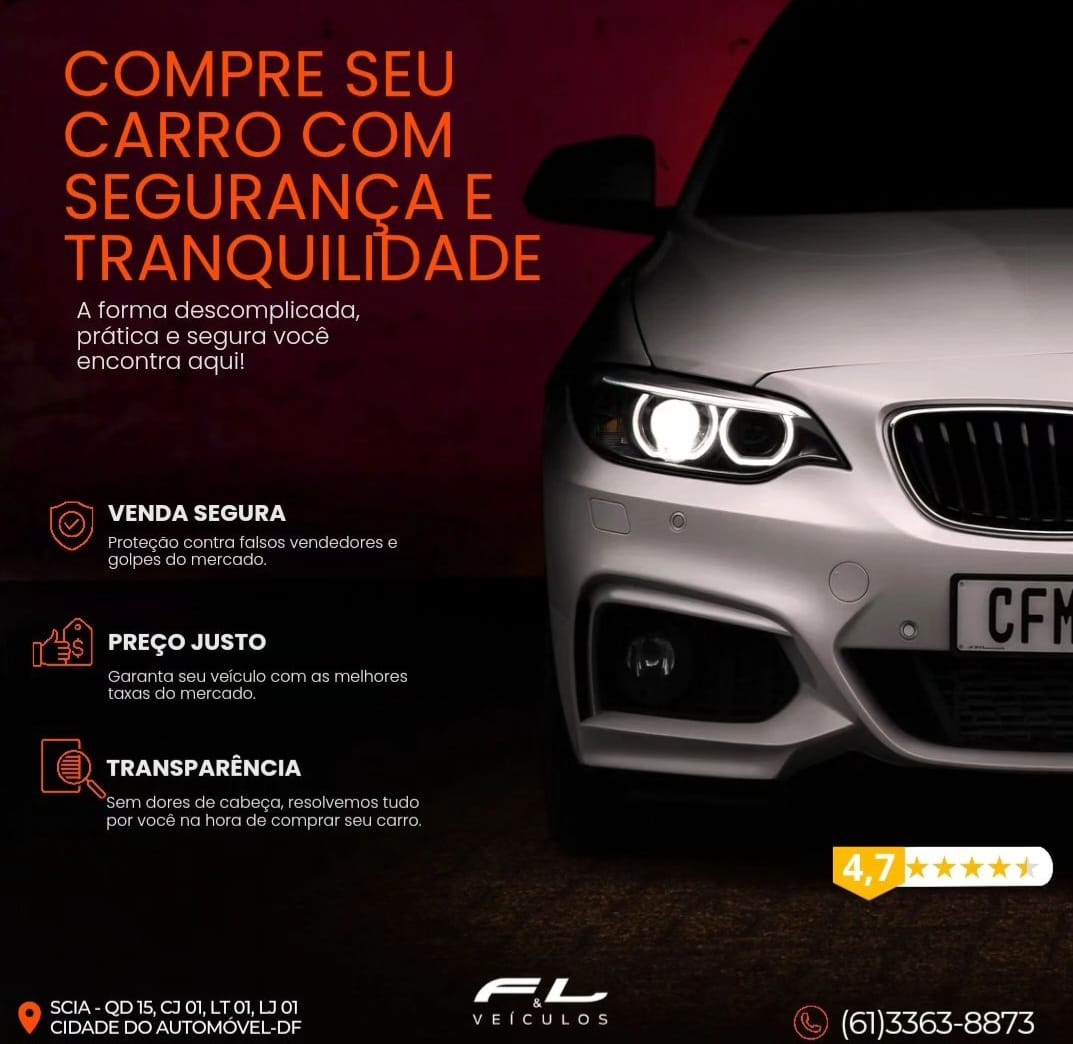 COMPRE SEU
CARRO COM
SEGURANÇA E
TRANQUILIDADE
A forma descomplicada,
prática e segura você
encontra aqui!
VENDA SEGURA
Proteção contra falsos vendedores e
golpes do mercado.
PREÇO JUSTO
Garanta seu veículo com as melhores
taxas do mercado.
TRANSPARÊNCIA
Sem dores de cabeça, resolvemos tudo
por você na hora de comprar seu carro.
CFM
4,7
SCIA - QD 15, CJ 01, LT 01, LJ 01
CIDADE DO AUTOMÓVEL-DF
F&L
VEÍCULOS
(61)3363-8873